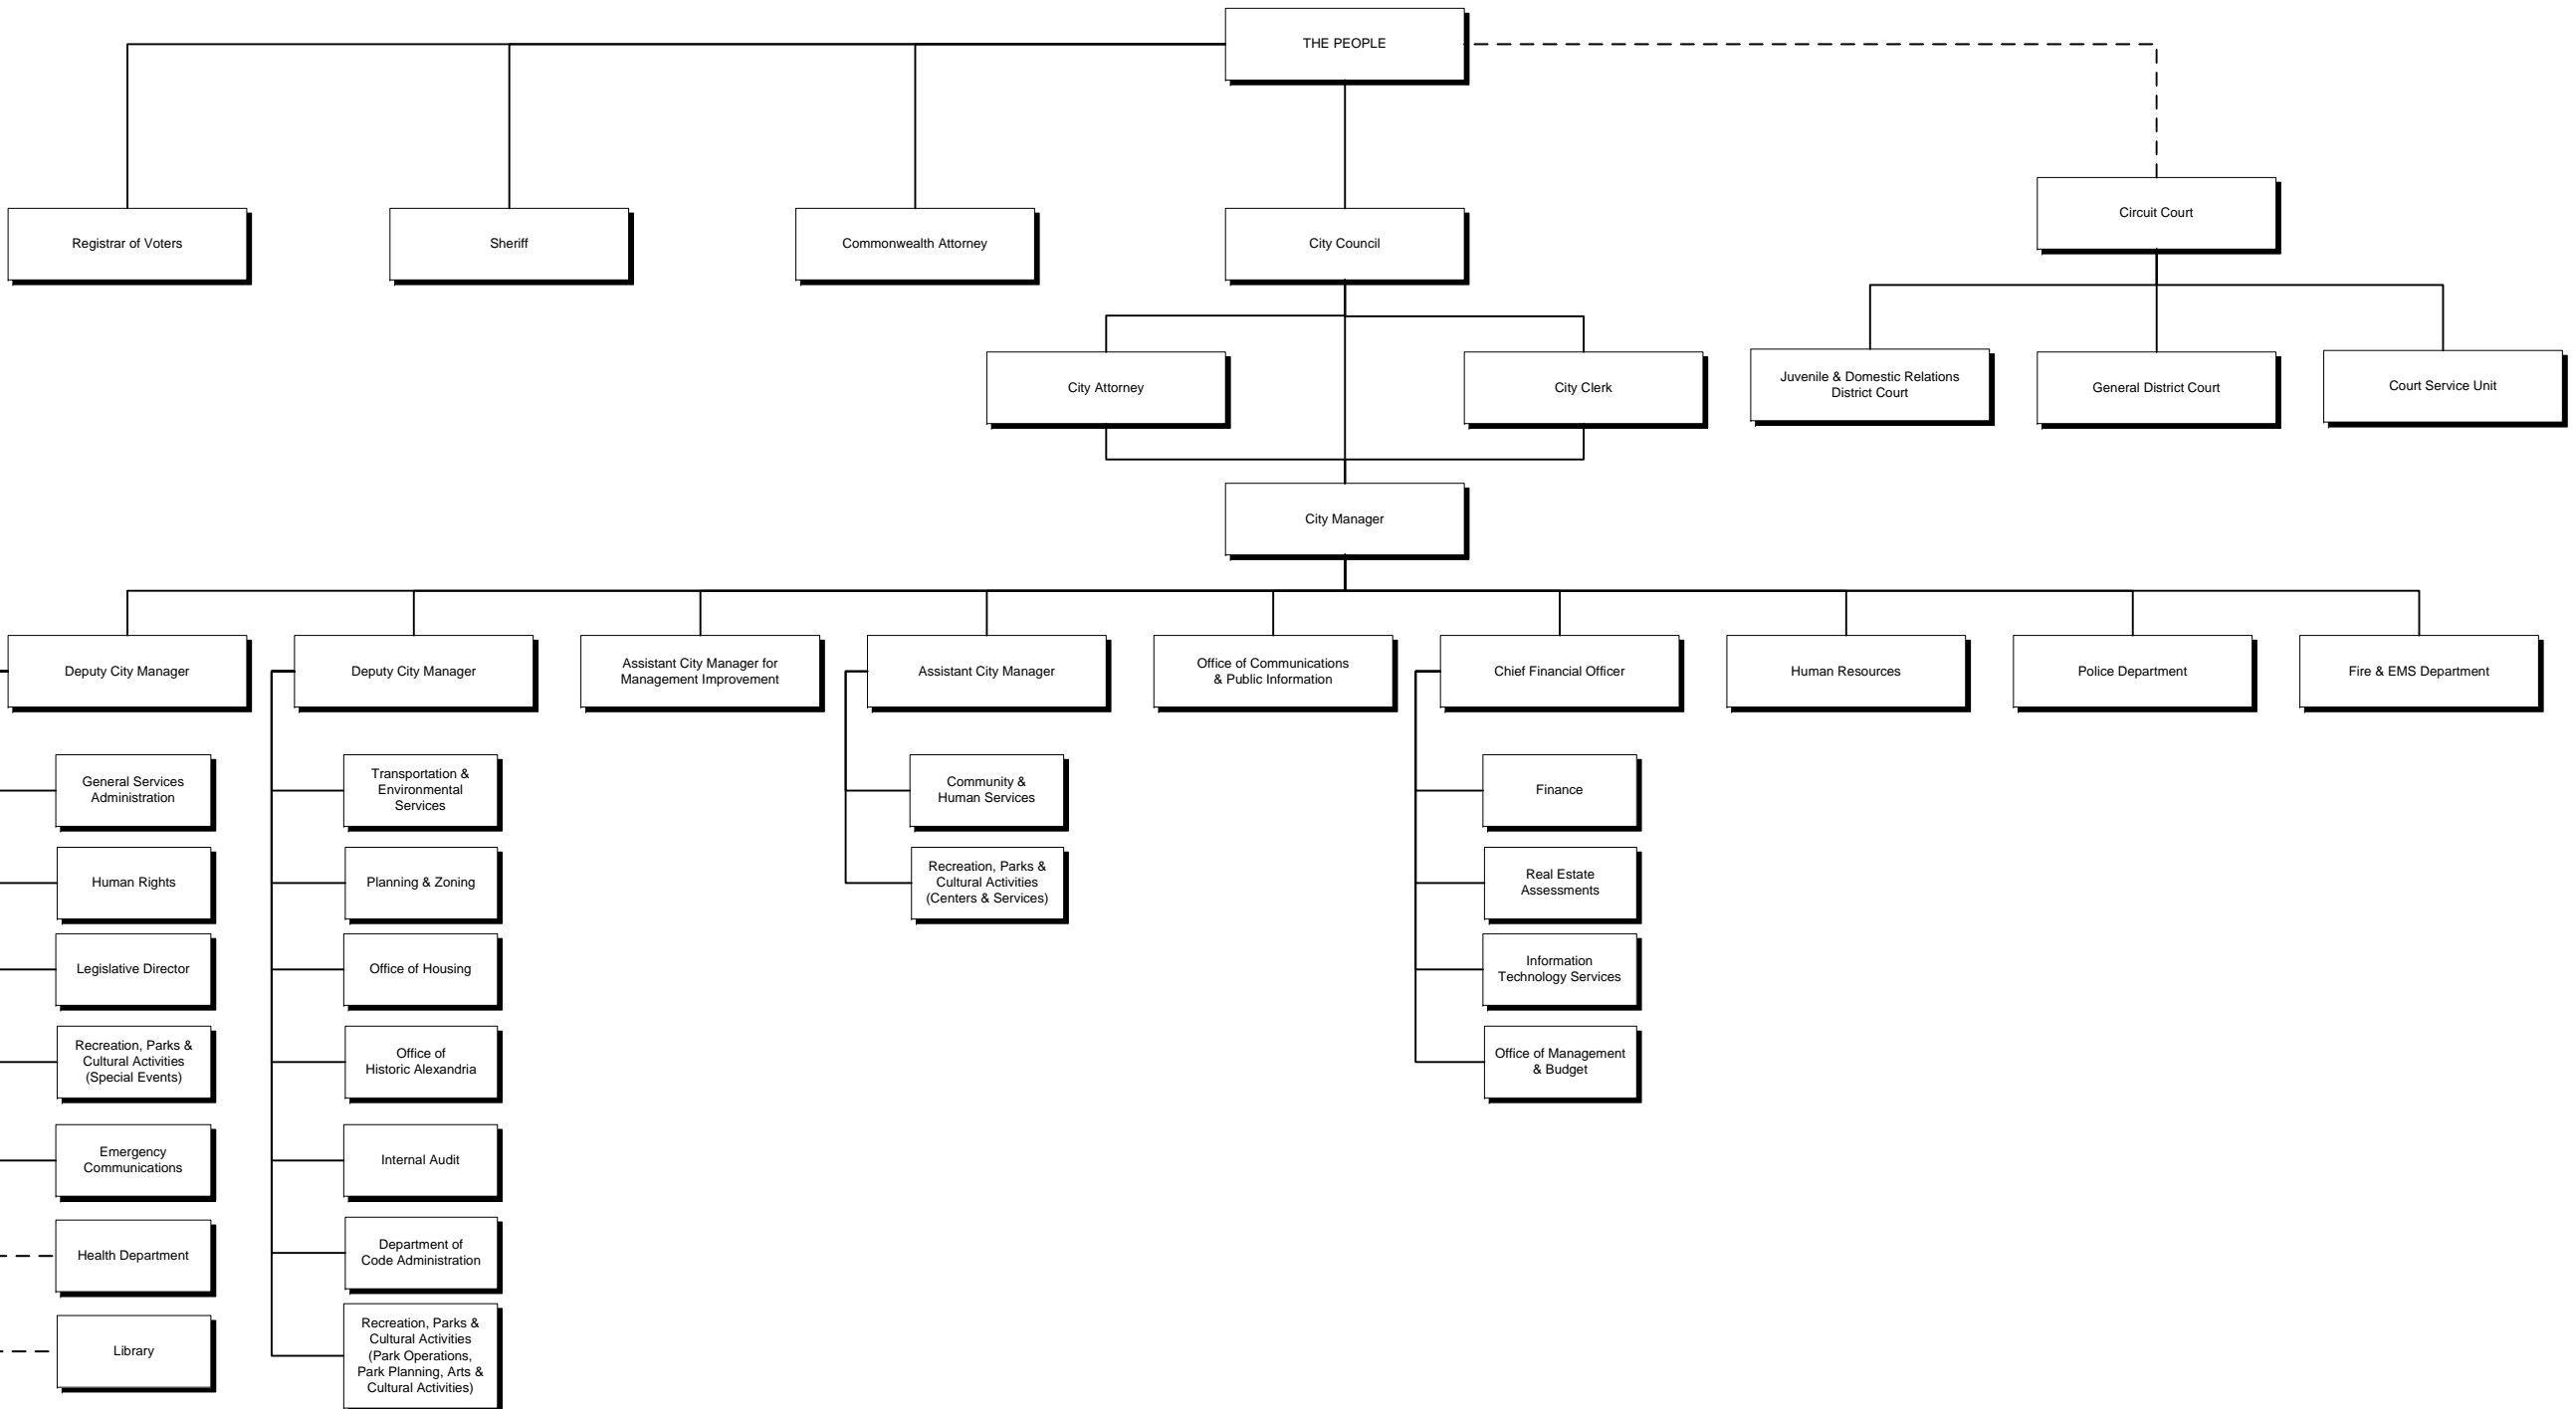 THE PEOPLE
Registrar of Voters
Sheriff
Commonwealth Attorney
City Council
Circuit Court
City Attorney
City Clerk
Juvenile & Domestic Relations
District Court
General District Court
Court Service Unit
City Manager
Deputy City Manager
Deputy City Manager
Assistant City Manager for
Management Improvement
Assistant City Manager
Office of Communications
& Public Information
Chief Financial Officer
Human Resources
Police Department
Fire & EMS Department
General Services
Administration
Human Rights
Legislative Director
Recreation, Parks &
Cultural Activities
(Special Events)
Emergency
Communications
Health Department
Library
Transportation &
Environmental
Services
Planning & Zoning
Office of Housing
Office of
Historic Alexandria
Internal Audit
Department of
Code Administration
Recreation, Parks &
Cultural Activities
(Park Operations,
Park Planning, Arts &
Cultural Activities)
Community &
Human Services
Recreation, Parks &
Cultural Activities
(Centers & Services)
Finance
Real Estate
Assessments
Information
Technology Services
Office of Management
& Budget